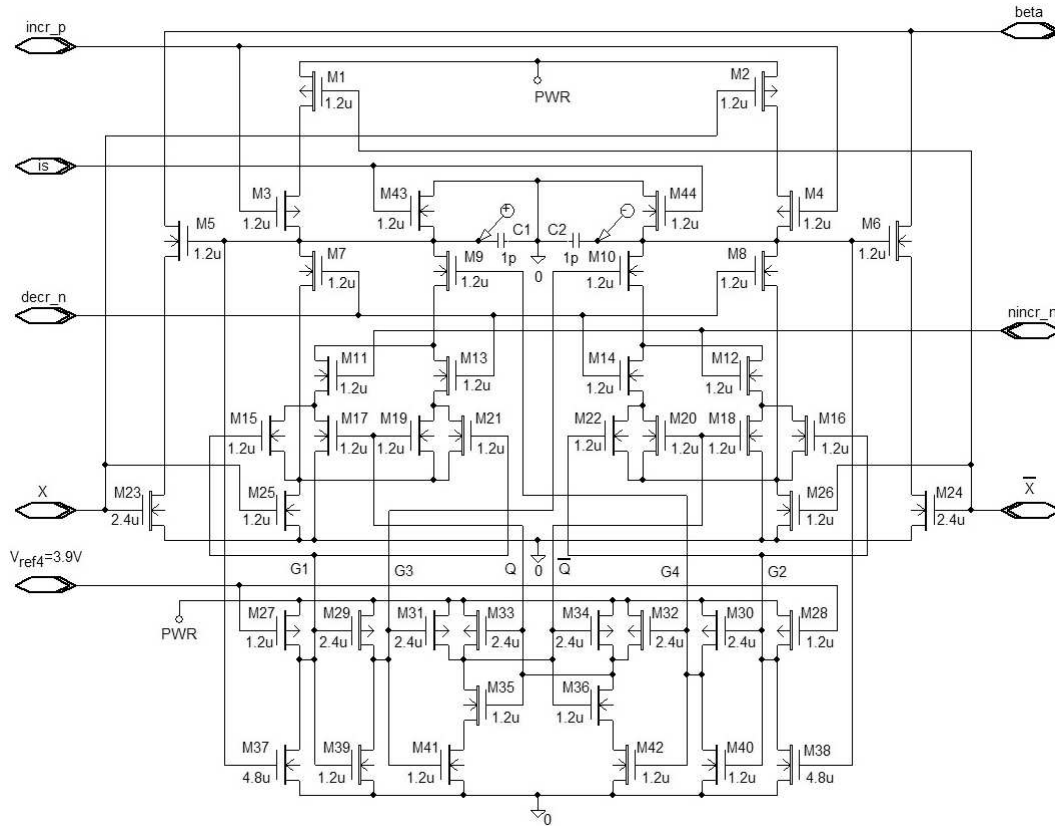 incr_p
beta
M1
1.2u
M2
1.2u
PWR
is
M3
1.2u
M43
1.2u
M44
1.2u
M4
1.2u
M5
1.2u
C1
1p
C2
1p
0
M6
1.2u
M7
1.2u
M9
1.2u
M10
1.2u
M8
1.2u
decr_n
nincr_n
M11
1.2u
M13
1.2u
M14
1.2u
M12
1.2u
M15
1.2u
M17
1.2u
M19
1.2u
M21
1.2u
M22
1.2u
M20
1.2u
M18
1.2u
M16
1.2u
X
M23
2.4u
M25
1.2u
M26
1.2u
M24
2.4u
X̅
0
Vref4=3.9V
G1
G3
Q
Q̅
G4
G2
PWR
M27
1.2u
M29
2.4u
M31
2.4u
M33
2.4u
M34
2.4u
M32
2.4u
M30
2.4u
M28
1.2u
M35
1.2u
M36
1.2u
M37
4.8u
M39
1.2u
M41
1.2u
M42
1.2u
M40
1.2u
M38
4.8u
0